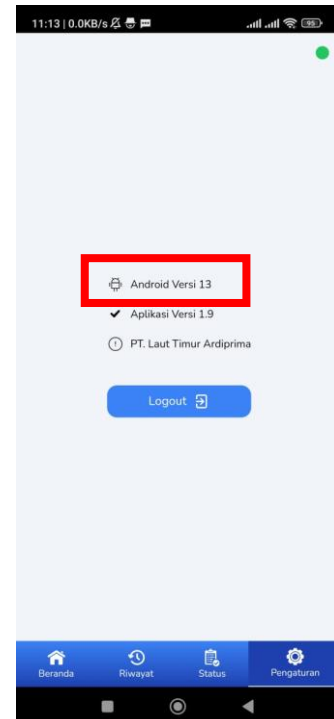 11:13 | 0.0KB/s
95
Android Versi 13
Aplikasi Versi 1.9
PT. Laut Timur Ardiprima
Logout
Beranda
Riwayat
Status
Pengaturan